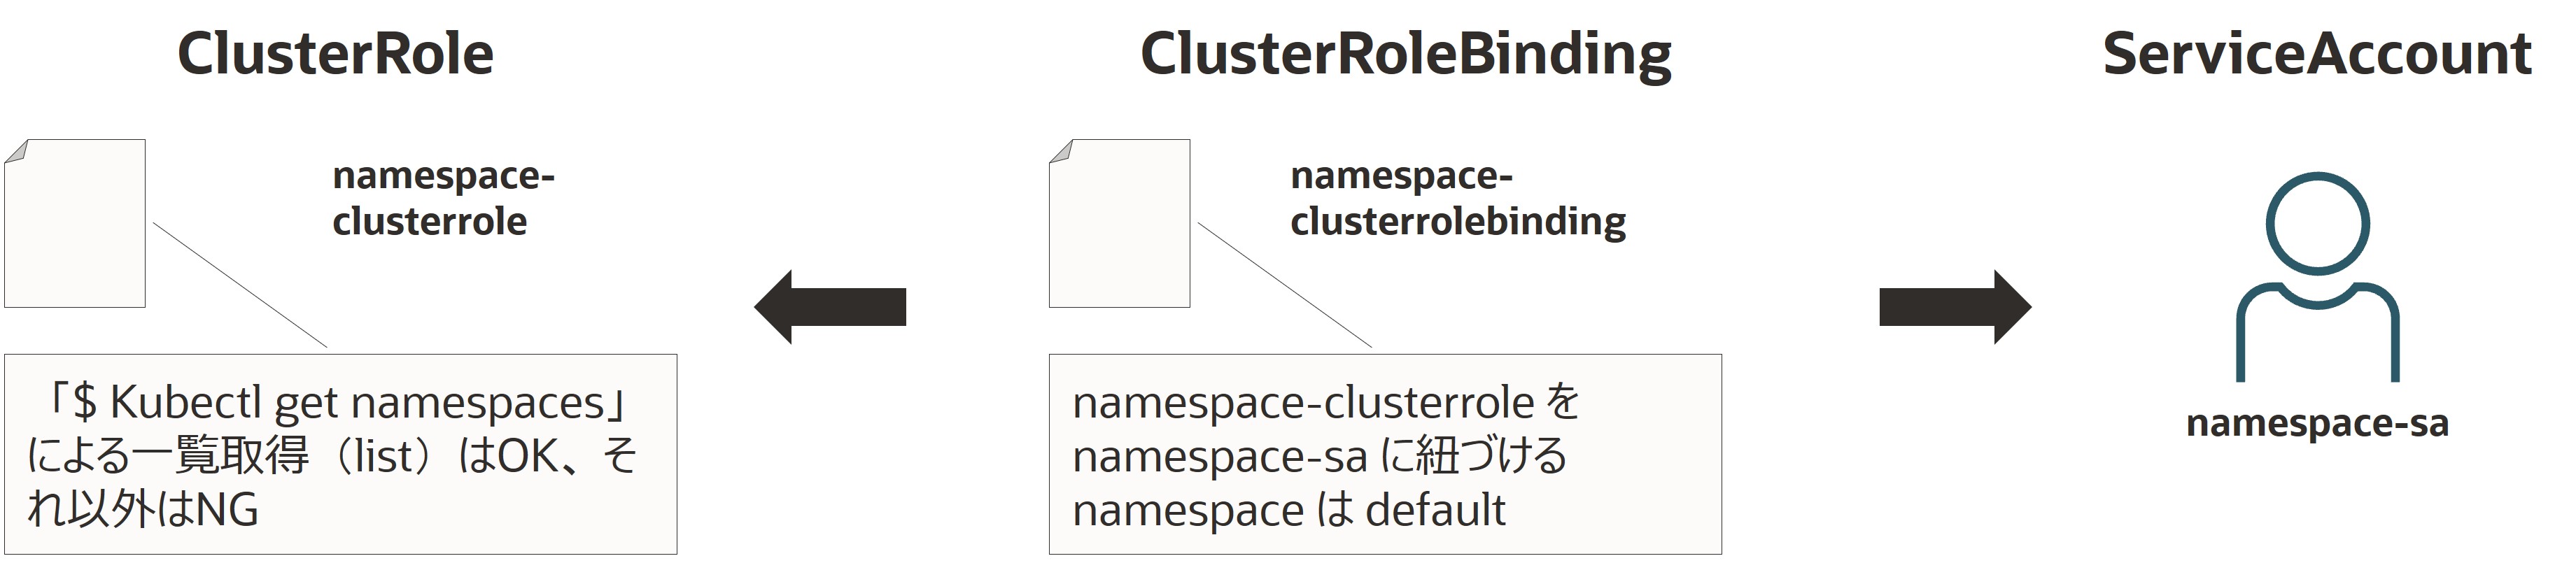 ClusterRole
namespace-
clusterrole
「$ Kubectl get namespaces」
による一覧取得（list）はOK、そ
れ以外はNG
ClusterRoleBinding
namespace-
clusterrolebinding
namespace-clusterrole を
namespace-sa に紐づける
namespace は default
ServiceAccount
namespace-sa